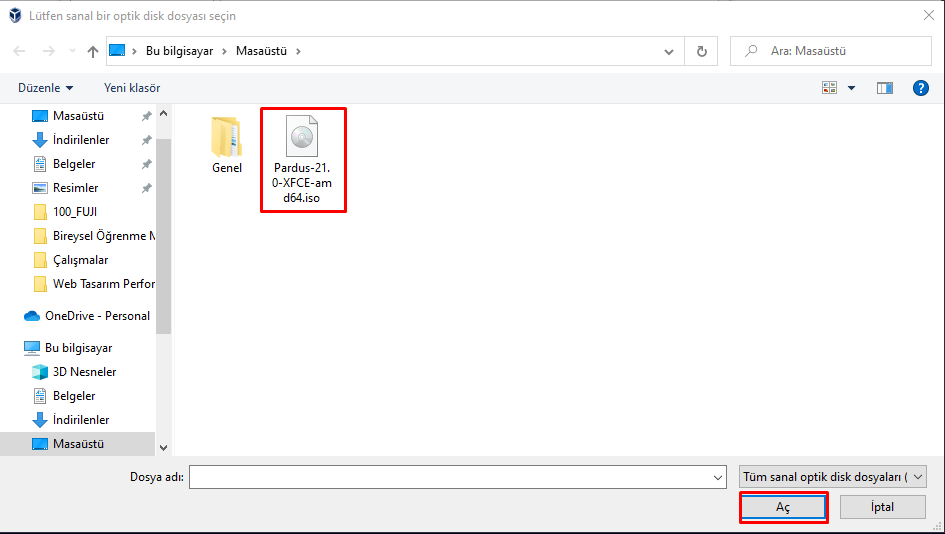 Lütfen sanal bir optik disk dosyası seçin
Bu bilgisayar
Masaüstü
Ara: Masaüstü
Düzenle
Yeni klasör
Masaüstü
İndirilenler
Belgeler
Resimler
100_FUJI
Bireysel Öğrenme M
Çalışmalar
Web Tasarım Perfor
OneDrive - Personal
Bu bilgisayar
3D Nesneler
Belgeler
İndirilenler
Masaüstü
Genel
Pardus-21.
0-XFCE-am
d64.iso
Dosya adı:
Tüm sanal optik disk dosyaları (
Aç
İptal